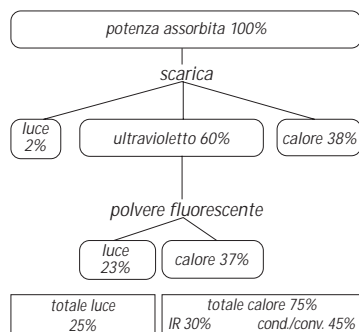 potenza assorbita 100%
scarica
luce
2%
ultravioletto 60%
calore 38%
polvere fluorescente
luce
23%
calore 37%
totale luce
25%
totale calore 75%
IR 30% cond./conv. 45%